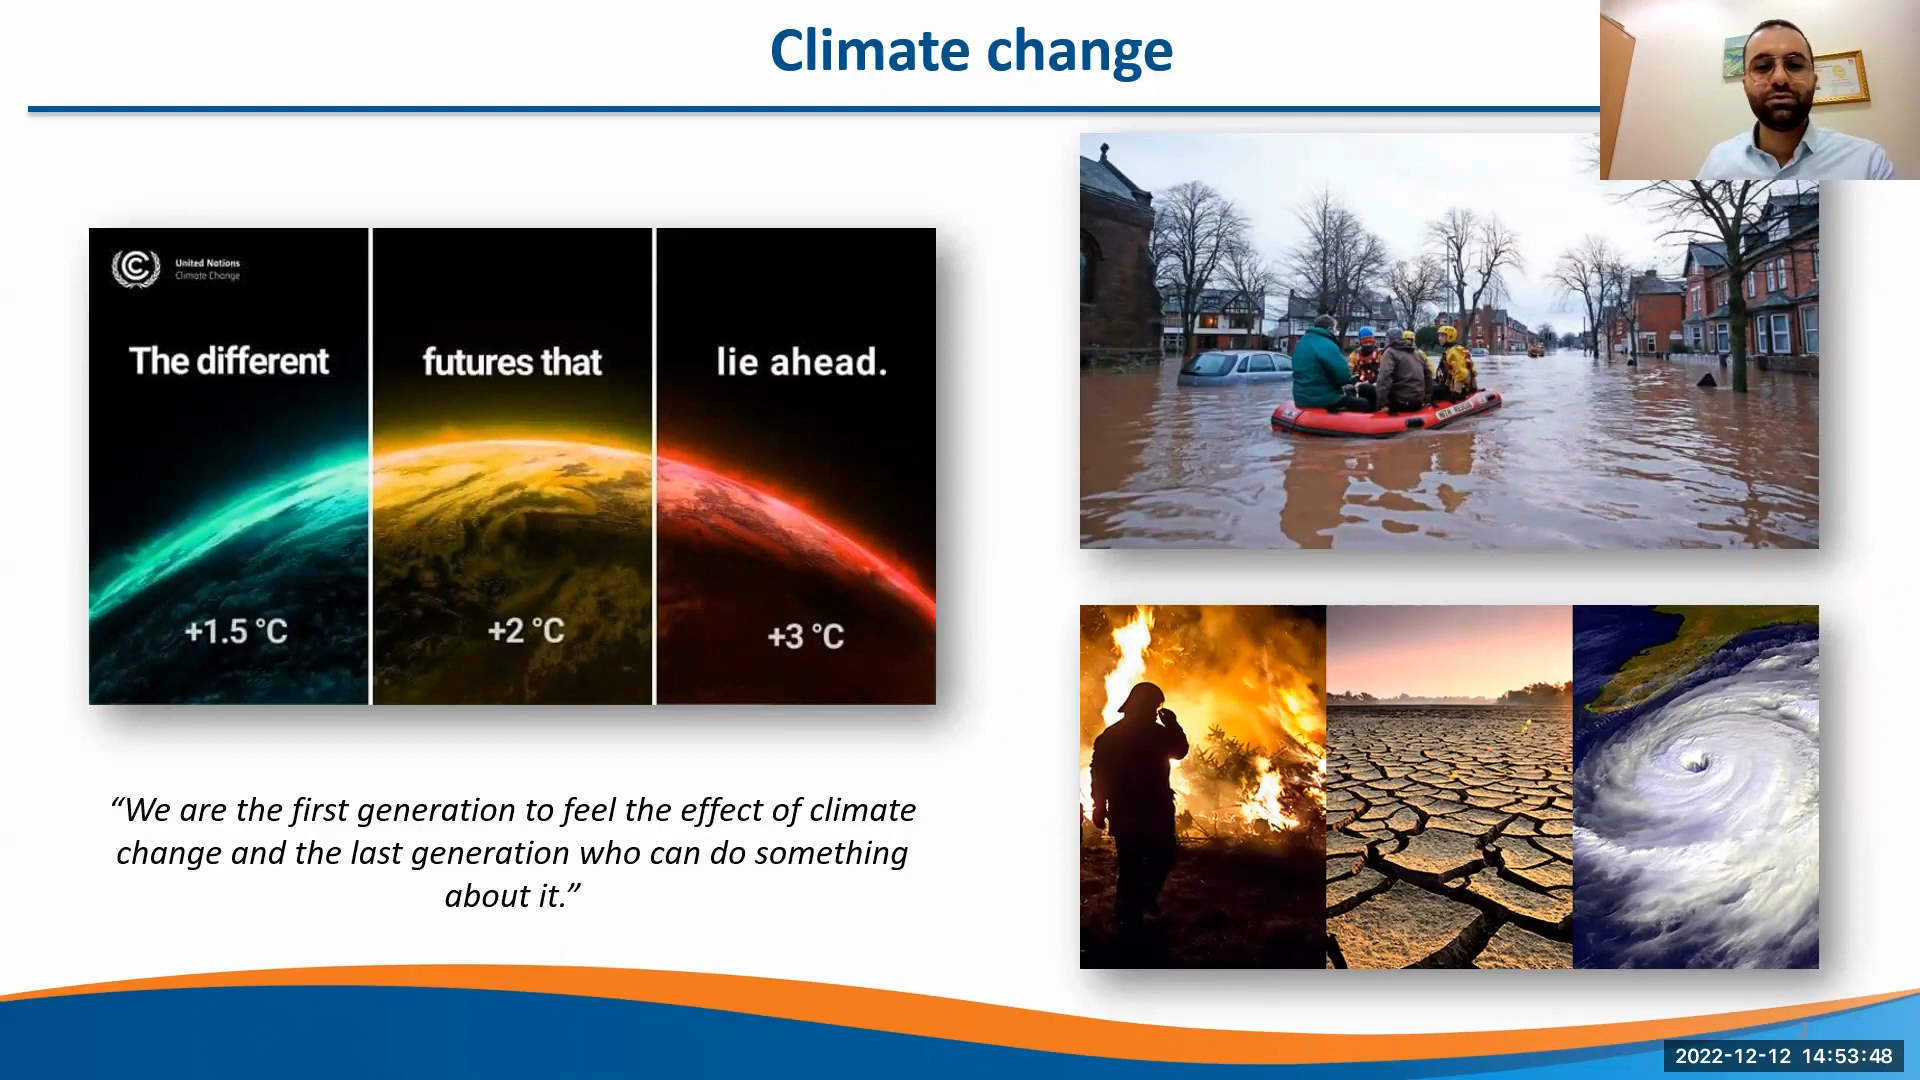 Climate change
United Nations
Climate Change
The different futures that lie ahead.
+1.5 °C
+2 °C
+3 °C
“We are the first generation to feel the effect of climate
change and the last generation who can do something
about it.”
2022-12-12 14:53:48